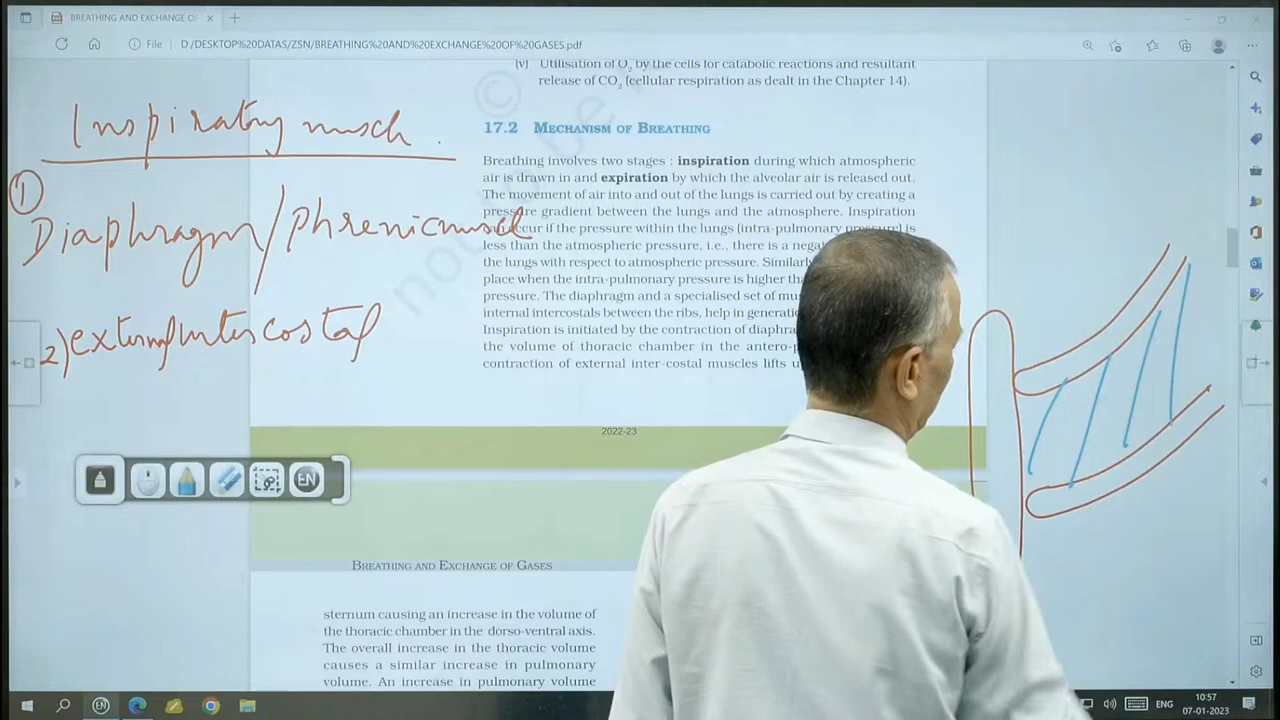 BREATHING AND EXCHANGE OF
File
D:/DESKTOP%20DATAS/ZSN/BREATHING%20AND%20EXCHANGE%20OF%20GASES.pdf
(v) Utilisation of O2 by the cells for catabolic reactions and resultant
release of CO2 (cellular respiration as dealt in the Chapter 14).
17.2 MECHANISM OF BREATHING
Breathing involves two stages : inspiration during which atmospheric
air is drawn in and expiration by which the alveolar air is released out.
The movement of air into and out of the lungs is carried out by creating a
pressure gradient between the lungs and the atmosphere. Inspiration
occur if the pressure within the lungs (intra-pulmonary pressure) is
less than the atmospheric pressure, i.e., there is a
the lungs with respect to atmospheric pressure. Similarly
place when the intra-pulmonary pressure is higher
pressure. The diaphragm and a specialised set of
internal intercostals between the ribs, help in
Inspiration is initiated by the contraction of
the volume of thoracic chamber in the
contraction of external inter-costal muscles lifts
2022-23
BREATHING AND EXCHANGE OF GASES
sternum causing an increase in the volume of
the thoracic chamber in the dorso-ventral axis.
The overall increase in the thoracic volume
causes a similar increase in pulmonary
volume. An increase in pulmonary volume
Inspiratory
1
Diaphragm/phrenic
2) external intercostal
EN
ENG
10:57
07-01-2023